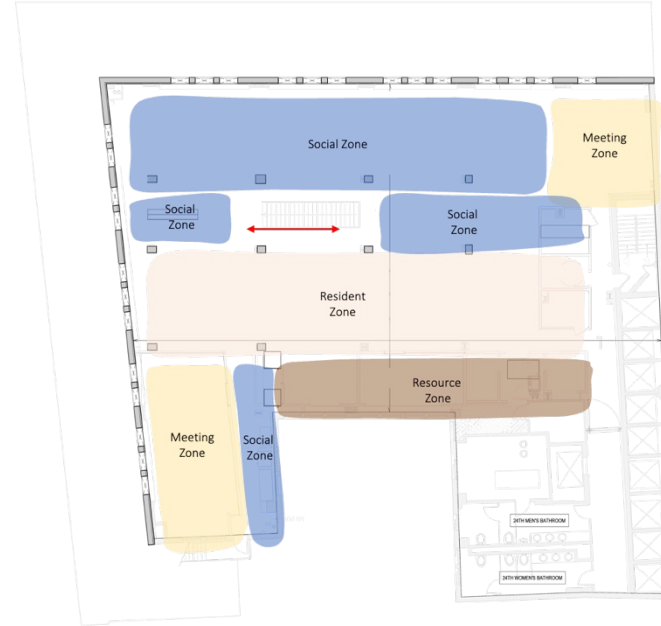 Social Zone
Meeting
Zone
Social
Zone
Social
Zone
Resident
Zone
Resource
Zone
Meeting
Zone
Social
Zone
24TH MEN'S BATHROOM
24TH WOMEN'S BATHROOM